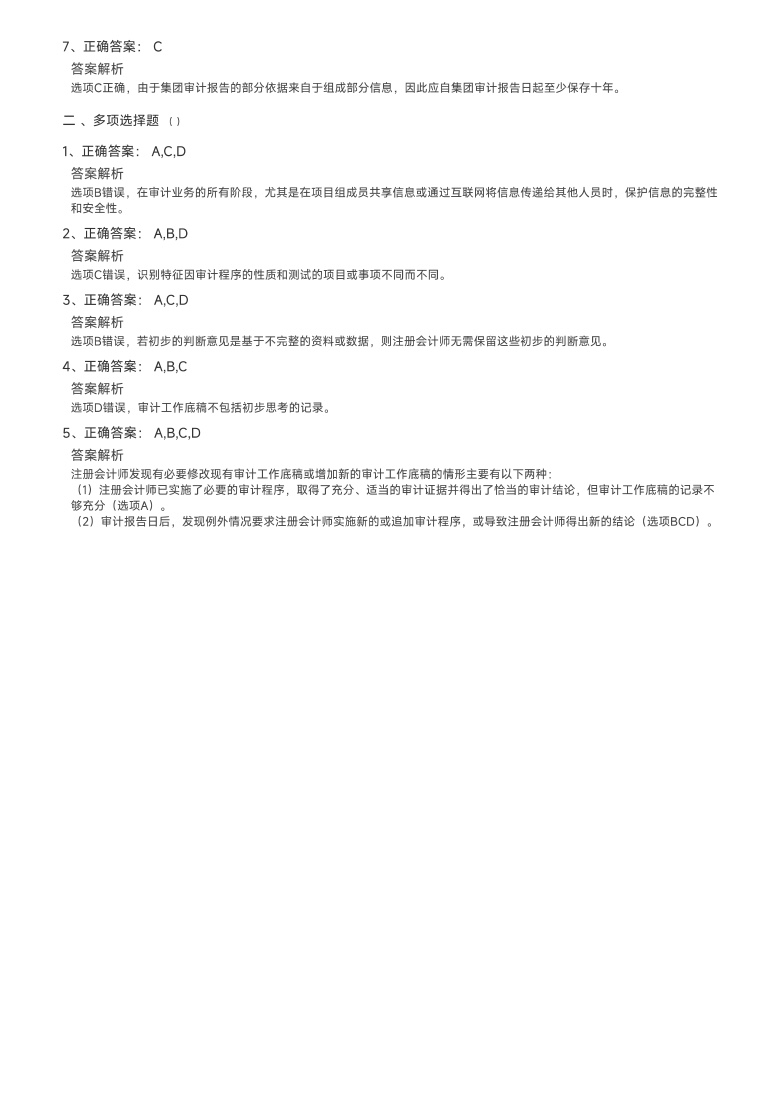 7、正确答案： C
答案解析
选项C正确，由于集团审计报告的部分依据来自于组成部分信息，因此应自集团审计报告日起至少保存十年。
二 、多项选择题 （ ）
1、正确答案： A,C,D
答案解析
选项B错误，在审计业务的所有阶段，尤其是在项目组成员共享信息或通过互联网将信息传递给其他人员时，保护信息的完整性
和安全性。
2、正确答案： A,B,D
答案解析
选项C错误，识别特征因审计程序的性质和测试的项目或事项不同而不同。
3、正确答案： A,C,D
答案解析
选项B错误，若初步的判断意见是基于不完整的资料或数据，则注册会计师无需保留这些初步的判断意见。
4、正确答案： A,B,C
答案解析
选项D错误，审计工作底稿不包括初步思考的记录。
5、正确答案： A,B,C,D
答案解析
注册会计师发现有必要修改现有审计工作底稿或增加新的审计工作底稿的情形主要有以下两种：
（1）注册会计师已实施了必要的审计程序，取得了充分、适当的审计证据并得出了恰当的审计结论，但审计工作底稿的记录不
够充分（选项A）。
（2）审计报告日后，发现例外情况要求注册会计师实施新的或追加审计程序，或导致注册会计师得出新的结论（选项BCD）。